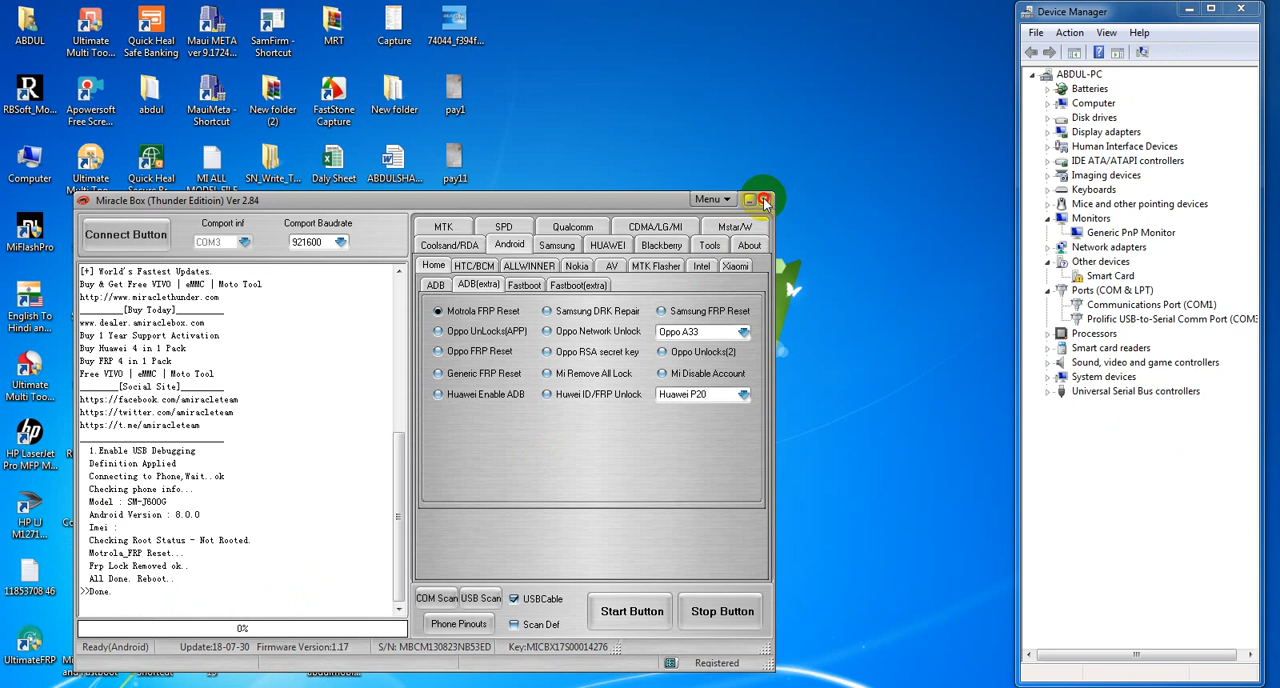 ABDUL
Ultimate Multi Too...
Quick Heal Safe Banking
Maui META ver 9.1724...
SamFirm - Shortcut
MRT
Capture
74044_f394f...
RBSoft_Mo...
Apowersoft Free Scre...
abdul
MauiMeta - Shortcut
New folder (2)
FastStone Capture
New folder
pay1
Computer
Ultimate
Quick Heal
MI ALL
SN_Write_T...
Daly Sheet
ABDULSHA...
pay11
MiFlashPro
English To Hindi an...
Ultimate Multi To...
HP LaserJet Pro MFP M...
HP LJ M1271...
11853708 46
UltimateFRP
Miracle Box (Thunder Editioin) Ver 2.84
Menu
Connect Button
Comport inf
Comport Baudrate
COM3
921600
[+] World's Fastest Updates.
Buy & Get Free VIVO | eMMC | Moto Tool
http://www.miraclethunder.com
[Buy Today]
www.dealer.amiraclebox.com
Buy 1 Year Support Activation
Buy Huawei 4 in 1 Pack
Buy FRP 4 in 1 Pack
Free VIVO | eMMC | Moto Tool
[Social Site]
https://facebook.com/amiracleteam
https://twitter.com/amiracleteam
https://t.me/amiracleteam
1.Enable USB Debugging
Definition Applied
Connecting to Phone,Wait..ok
Checking phone info...
Model : SM-J600G
Android Version : 8.0.0
Imei :
Checking Root Status - Not Rooted.
Motrola_FRP Reset...
Frp Lock Removed ok..
All Done. Reboot..
>>Done.
0%
MTK SPD Qualcomm CDMA/LG/MI Mstar/W
Coolsand/RDA Android Samsung HUAWEI Blackberry Tools About
Home HTC/BCM ALLWINNER Nokia AV MTK Flasher Intel Xiaomi
ADB ADB(extra) Fastboot Fastboot(extra)
Motrola FRP Reset Samsung DRK Repair Samsung FRP Reset
Oppo UnLocks(APP) Oppo Network Unlock Oppo A33
Oppo FRP Reset Oppo RSA secret key Oppo Unlocks(2)
Generic FRP Reset Mi Remove All Lock Mi Disable Account
Huawei Enable ADB Huwei ID/FRP Unlock Huawei P20
COM Scan USB Scan USBCable
Start Button Stop Button
Phone Pinouts Scan Def
Ready(Android) Update:18-07-30 Firmware Version:1.17 S/N: MBCM130823NB53ED Key:MICBX17S00014276
Registered
Device Manager
File Action View Help
ABDUL-PC
Batteries
Computer
Disk drives
Display adapters
Human Interface Devices
IDE ATA/ATAPI controllers
Imaging devices
Keyboards
Mice and other pointing devices
Monitors
Generic PnP Monitor
Network adapters
Other devices
Smart Card
Ports (COM & LPT)
Communications Port (COM1)
Prolific USB-to-Serial Comm Port (COM3
Processors
Smart card readers
Sound, video and game controllers
System devices
Universal Serial Bus controllers